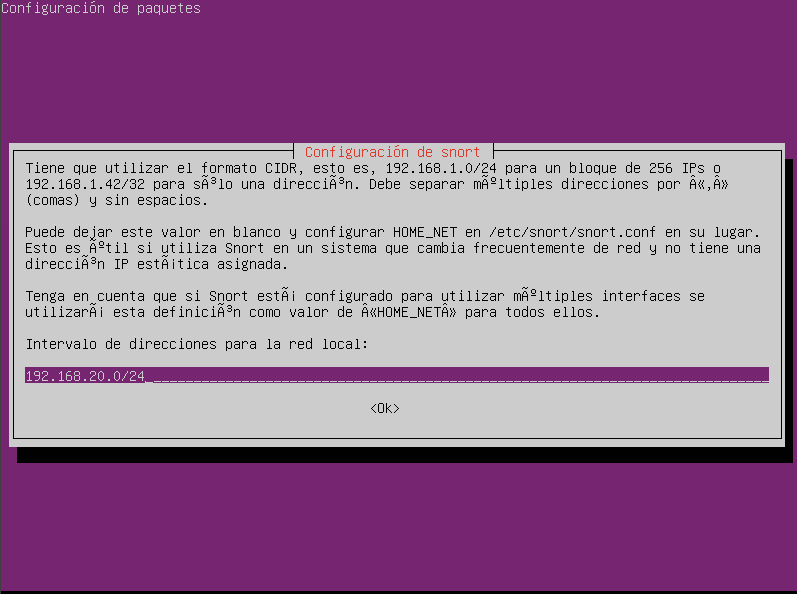 Configuración de paquetes
Configuración de snort
Tiene que utilizar el formato CIDR, esto es, 192.168.1.0/24 para un bloque de 256 IPs o
192.168.1.42/32 para sÃ³lo una direcciÃ³n. Debe separar mÃºltiples direcciones por Â«,Â»
(comas) y sin espacios.
Puede dejar este valor en blanco y configurar HOME_NET en /etc/snort/snort.conf en su lugar.
Esto es Ãºtil si utiliza Snort en un sistema que cambia frecuentemente de red y no tiene una
direcciÃ³n IP estÃ¡tica asignada.
Tenga en cuenta que si Snort estÃ¡ configurado para utilizar mÃºltiples interfaces se
utilizarÃ¡ esta definiciÃ³n como valor de Â«HOME_NETÂ» para todos ellos.
Intervalo de direcciones para la red local:
192.168.20.0/24
<Ok>